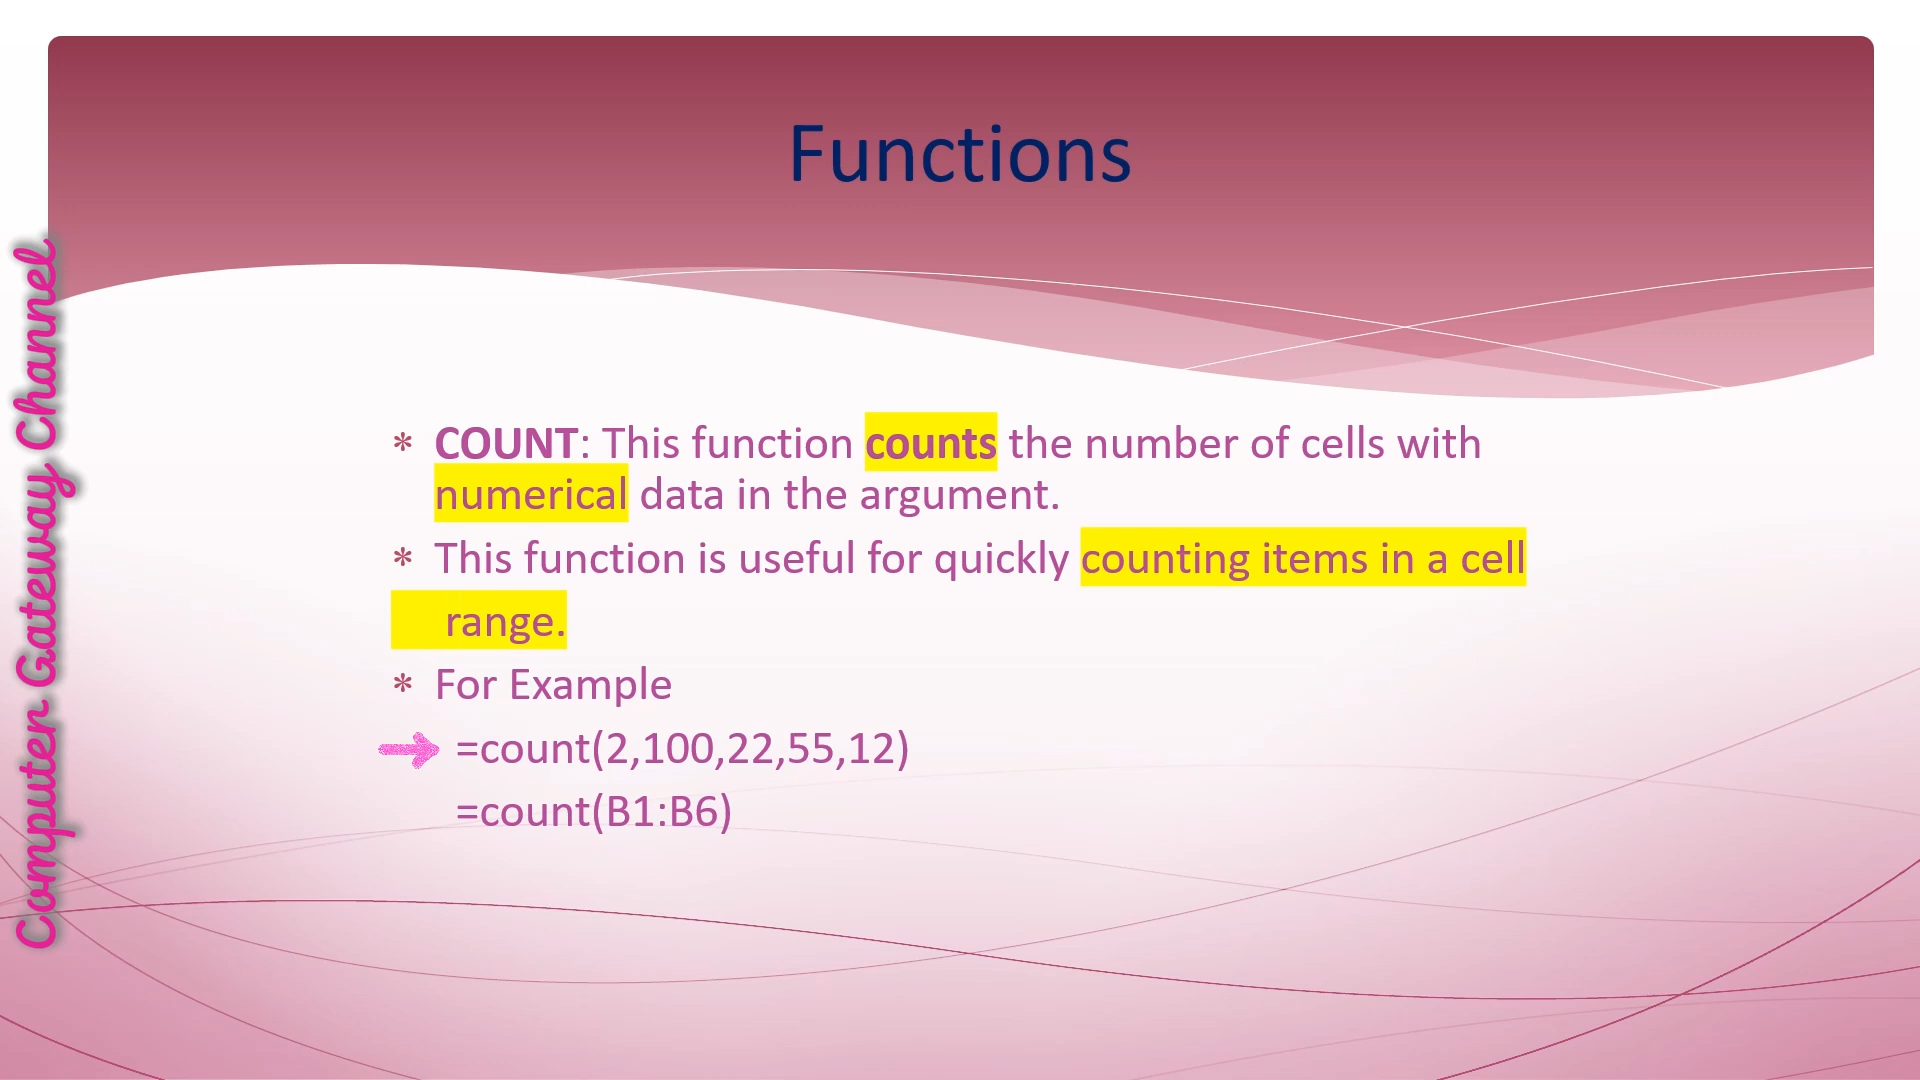 Functions
Computer Gateway Channel
* COUNT: This function counts the number of cells with
numerical data in the argument.
* This function is useful for quickly counting items in a cell
range.
* For Example
=count(2,100,22,55,12)
=count(B1:B6)